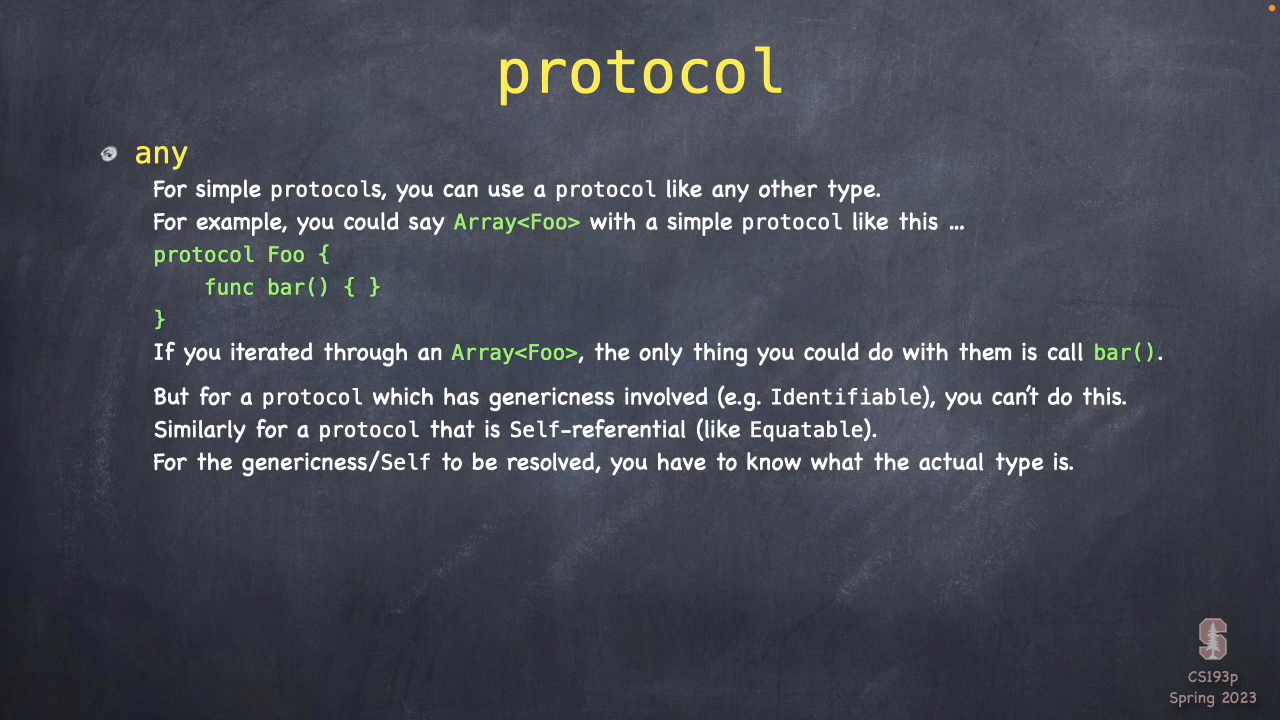 protocol
any
For simple protocols, you can use a protocol like any other type.
For example, you could say Array<Foo> with a simple protocol like this ...
protocol Foo {
    func bar() { }
}
If you iterated through an Array<Foo>, the only thing you could do with them is call bar().
But for a protocol which has genericness involved (e.g. Identifiable), you can't do this.
Similarly for a protocol that is Self-referential (like Equatable).
For the genericness/Self to be resolved, you have to know what the actual type is.
S
CS193p
Spring 2023